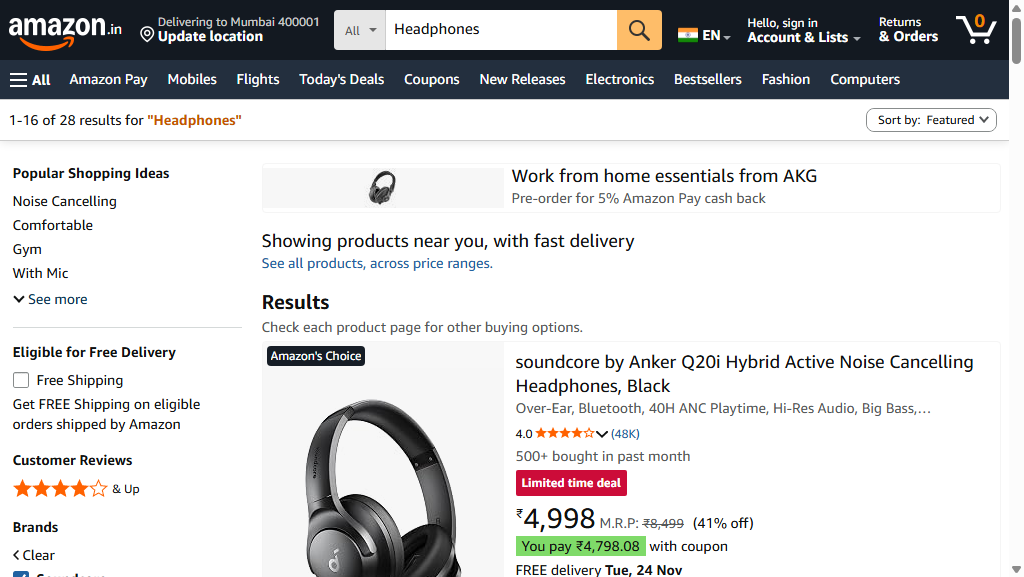 amazon.in
Delivering to Mumbai 400001
Update location
All
Headphones
EN
Hello, sign in
Account & Lists
Returns
& Orders
0
All
Amazon Pay
Mobiles
Flights
Today's Deals
Coupons
New Releases
Electronics
Bestsellers
Fashion
Computers
1-16 of 28 results for "Headphones"
Sort by: Featured
Popular Shopping Ideas
Noise Cancelling
Comfortable
Gym
With Mic
See more
Eligible for Free Delivery
Free Shipping
Get FREE Shipping on eligible
orders shipped by Amazon
Customer Reviews
& Up
Brands
Clear
Soundcore
Work from home essentials from AKG
Pre-order for 5% Amazon Pay cash back
Showing products near you, with fast delivery
See all products, across price ranges.
Results
Check each product page for other buying options.
Amazon's Choice
soundcore by Anker Q20i Hybrid Active Noise Cancelling
Headphones, Black
Over-Ear, Bluetooth, 40H ANC Playtime, Hi-Res Audio, Big Bass,…
4.0 (48K)
500+ bought in past month
Limited time deal
₹4,998 M.R.P: ₹8,499 (41% off)
You pay ₹4,798.08 with coupon
FREE delivery Tue, 24 Nov